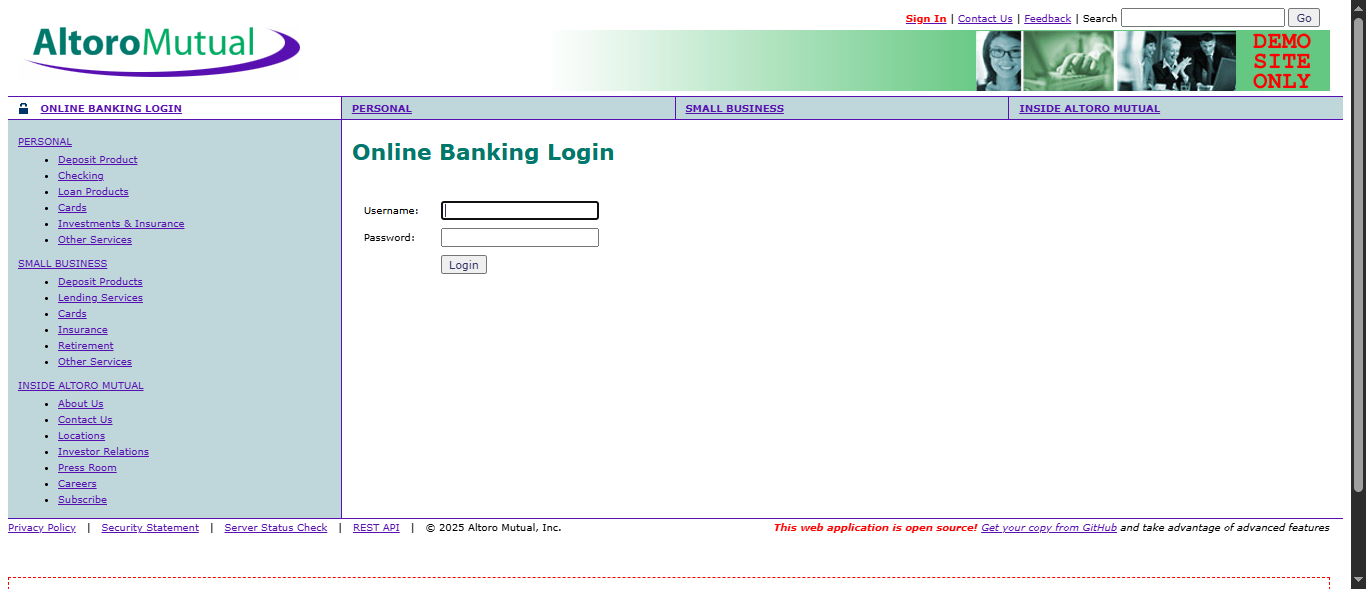 Sign In | Contact Us | Feedback | Search Go
AltoroMutual
DEMO
SITE
ONLY
ONLINE BANKING LOGIN
PERSONAL
SMALL BUSINESS
INSIDE ALTORO MUTUAL
PERSONAL
Deposit Product
Checking
Loan Products
Cards
Investments & Insurance
Other Services
SMALL BUSINESS
Deposit Products
Lending Services
Cards
Insurance
Retirement
Other Services
INSIDE ALTORO MUTUAL
About Us
Contact Us
Locations
Investor Relations
Press Room
Careers
Subscribe
Online Banking Login
Username:
Password:
Login
Privacy Policy | Security Statement | Server Status Check | REST API | © 2025 Altoro Mutual, Inc.
This web application is open source! Get your copy from GitHub and take advantage of advanced features